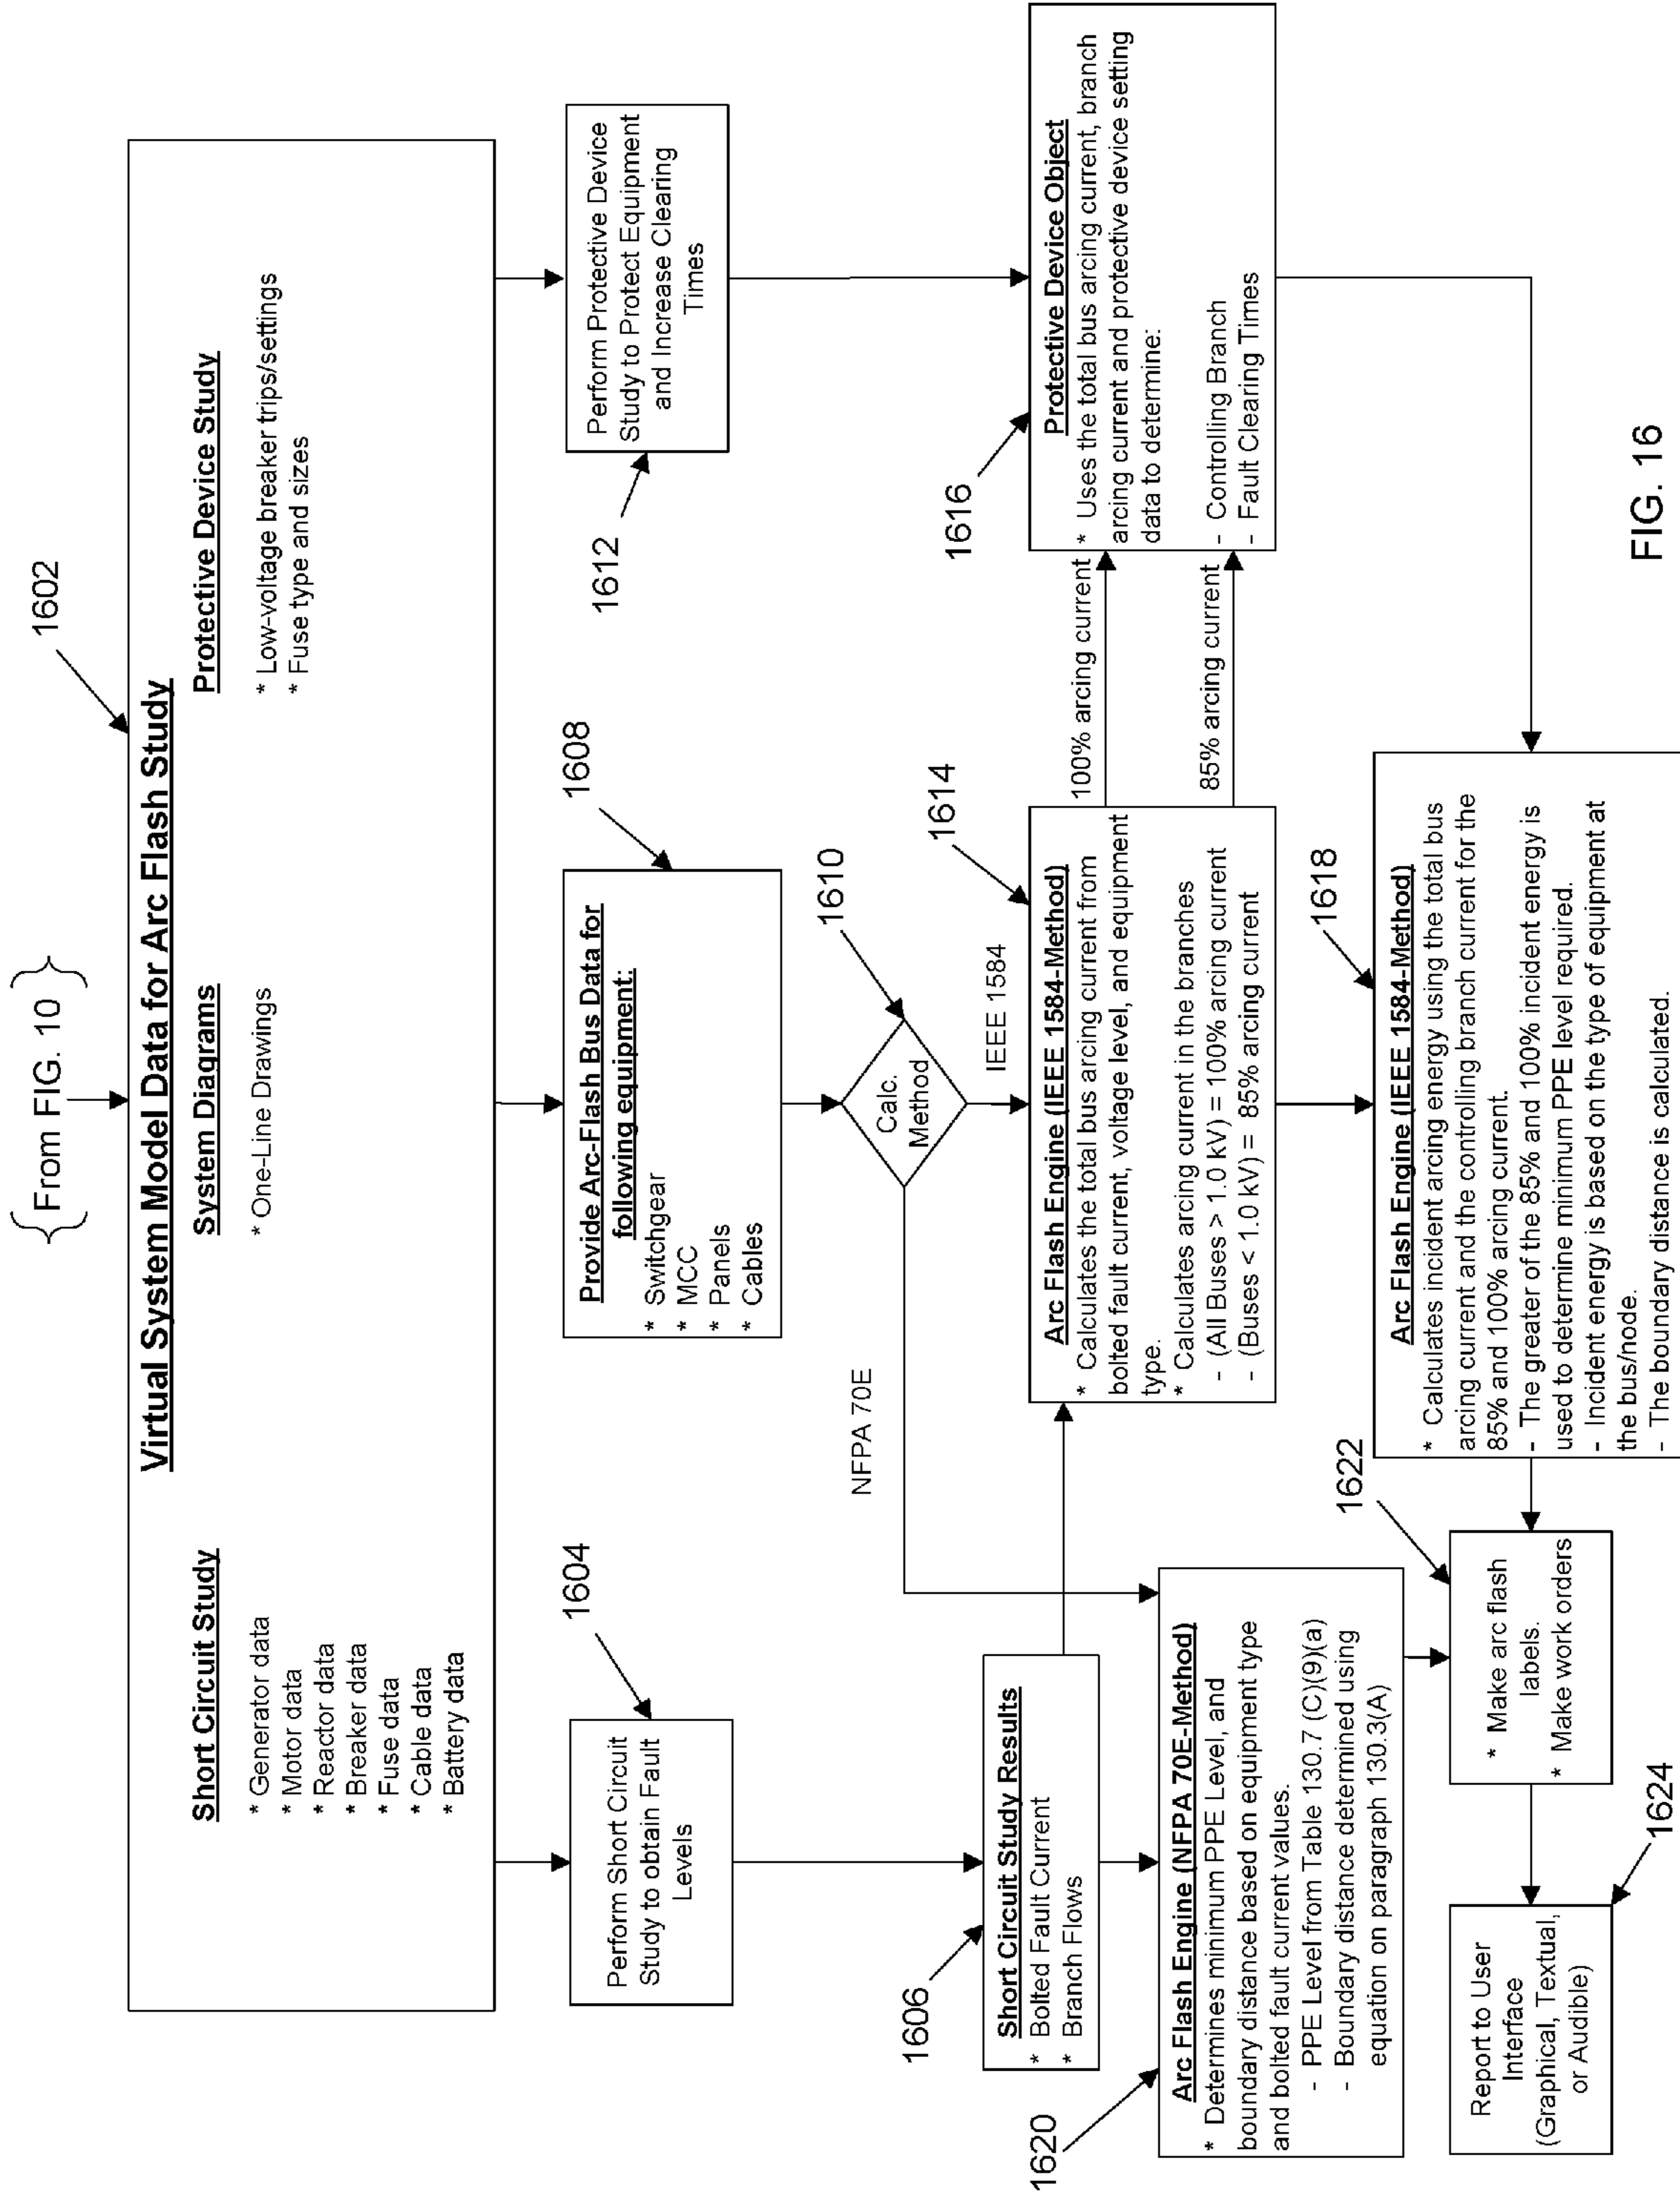 From FIG. 10
1602
Virtual System Model Data for Arc Flash Study
Short Circuit Study
* Generator data
* Motor data
* Reactor data
* Breaker data
* Fuse data
* Cable data
* Battery data
System Diagrams
* One-Line Drawings
Protective Device Study
* Low-voltage breaker trips/settings
* Fuse type and sizes
1604
Perform Short Circuit
Study to obtain Fault
Levels
1608
Provide Arc-Flash Bus Data for
following equipment:
* Switchgear
* MCC
* Panels
* Cables
Perform Protective Device
Study to Protect Equipment
and Increase Clearing
Times
1612
1610
Calc.
Method
NFPA 70E
IEEE 1584
1606
Short Circuit Study Results
* Bolted Fault Current
* Branch Flows
1614
Arc Flash Engine (IEEE 1584-Method)
* Calculates the total bus arcing current from
bolted fault current, voltage level, and equipment
type.
* Calculates arcing current in the branches
- (All Buses > 1.0 kV) = 100% arcing current
- (Buses < 1.0 kV) = 85% arcing current
100% arcing current
85% arcing current
1616
Protective Device Object
* Uses the total bus arcing current, branch
arcing current and protective device setting
data to determine:
- Controlling Branch
- Fault Clearing Times
1620
Arc Flash Engine (NFPA 70E-Method)
* Determines minimum PPE Level, and
boundary distance based on equipment type
and bolted fault current values.
- PPE Level from Table 130.7 (C)(9)(a)
- Boundary distance determined using
equation on paragraph 130.3(A)
1618
Arc Flash Engine (IEEE 1584-Method)
* Calculates incident arcing energy using the total bus
arcing current and the controlling branch current for the
85% and 100% arcing current.
- The greater of the 85% and 100% incident energy is
used to determine minimum PPE level required.
- Incident energy is based on the type of equipment at
the bus/node.
- The boundary distance is calculated.
1622
* Make arc flash
labels.
* Make work orders
Report to User
Interface
(Graphical, Textual,
or Audible)
1624
FIG. 16